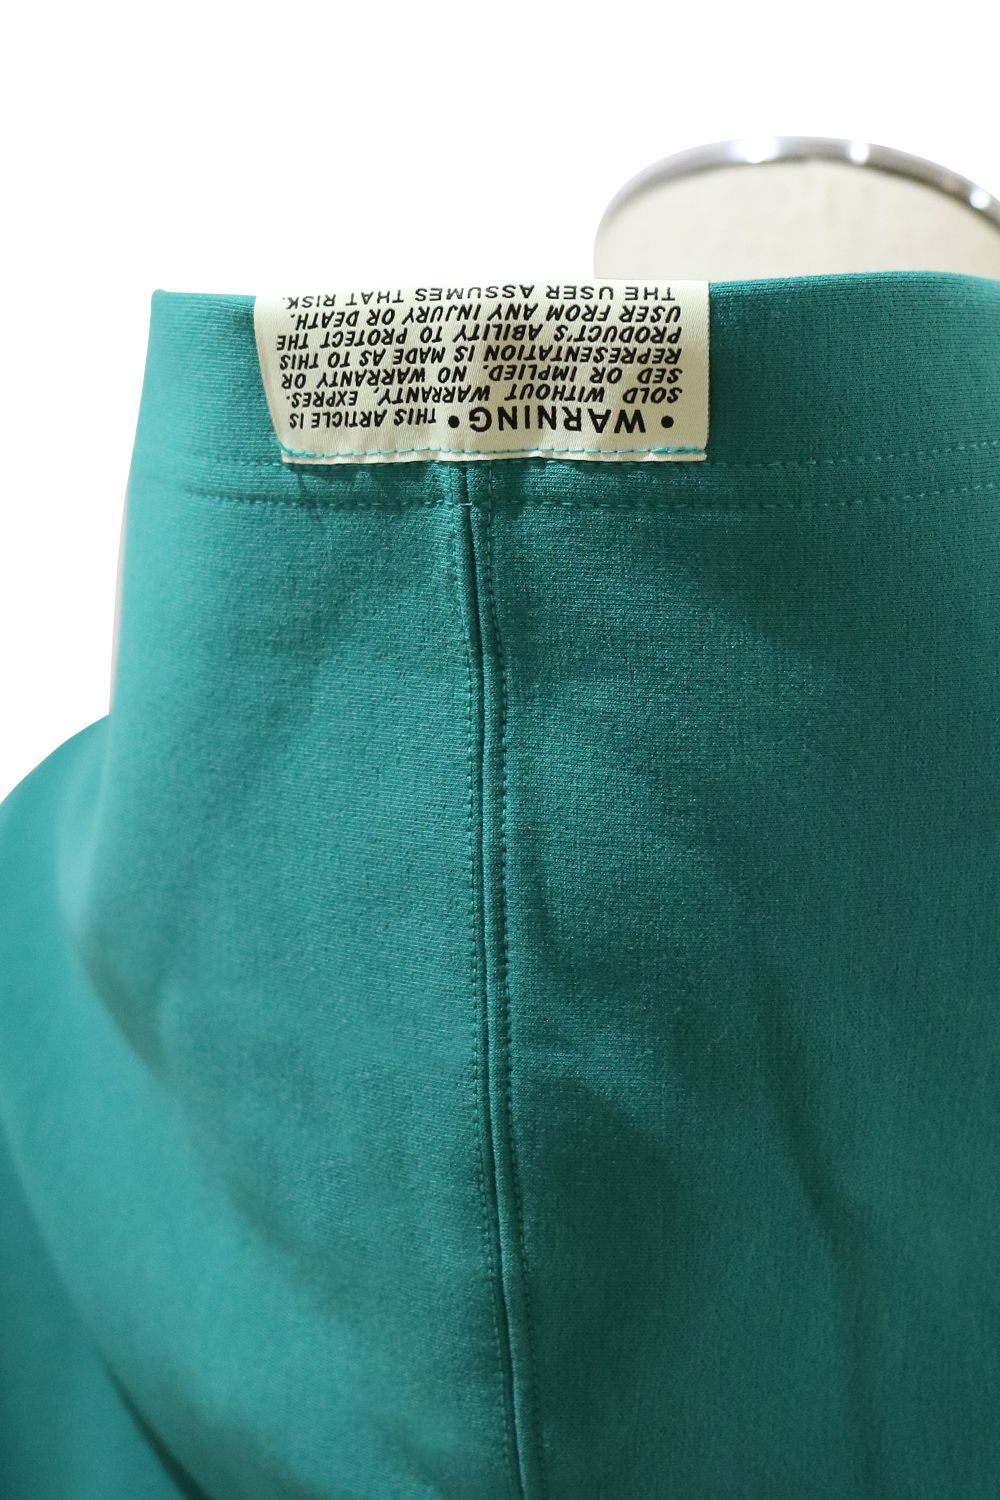 • WARNING • THIS ARTICLE IS
SOLD WITHOUT WARRANTY, EXPRES.
SED OR IMPLIED. NO WARRANTY OR
REPRESENTATION IS MADE AS TO THIS
PRODUCT'S ABILITY TO PROTECT THE
USER FROM ANY INJURY OR DEATH.
THE USER ASSUMES THAT RISK.